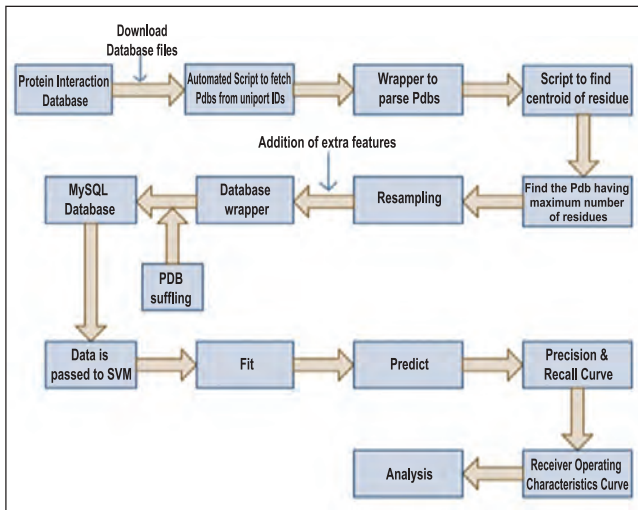 Download
Database files
Protein Interaction
Database
Automated Script to fetch
Pdbs from uniport IDs
Wrapper to
parse Pdbs
Script to find
centroid of residue
Addition of extra features
MySQL
Database
Database
wrapper
Resampling
Find the Pdb having
maximum number
of residues
PDB
suffling
Data is
passed to SVM
Fit
Predict
Precision &
Recall Curve
Analysis
Receiver Operating
Characteristics Curve